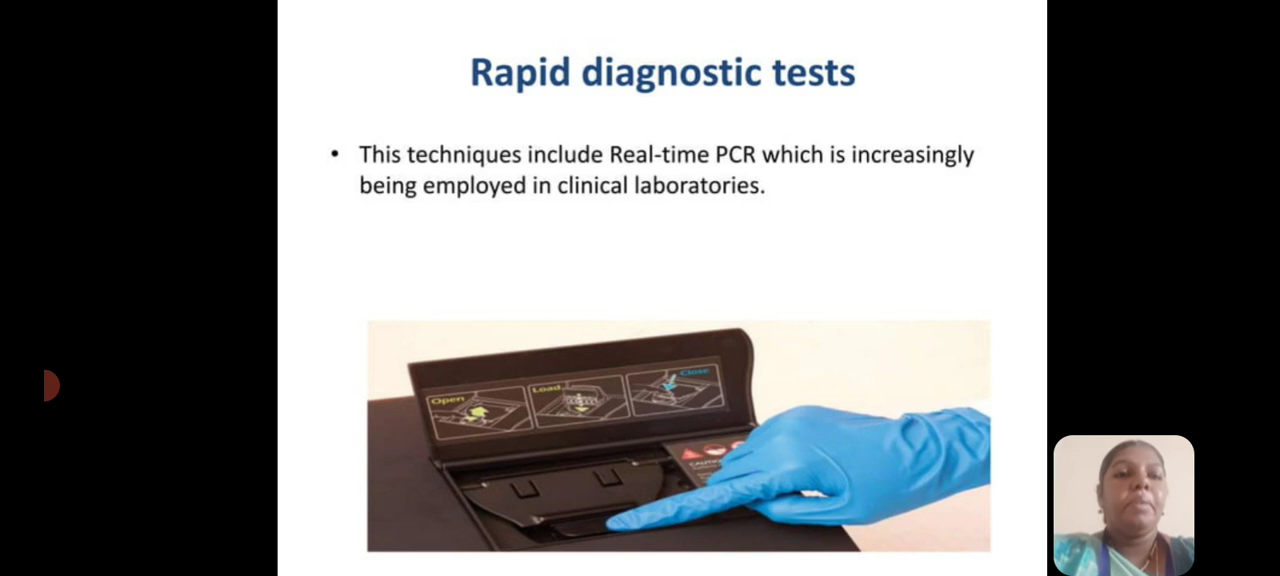 Rapid diagnostic tests
• This techniques include Real-time PCR which is increasingly
being employed in clinical laboratories.
Open
Load
Close